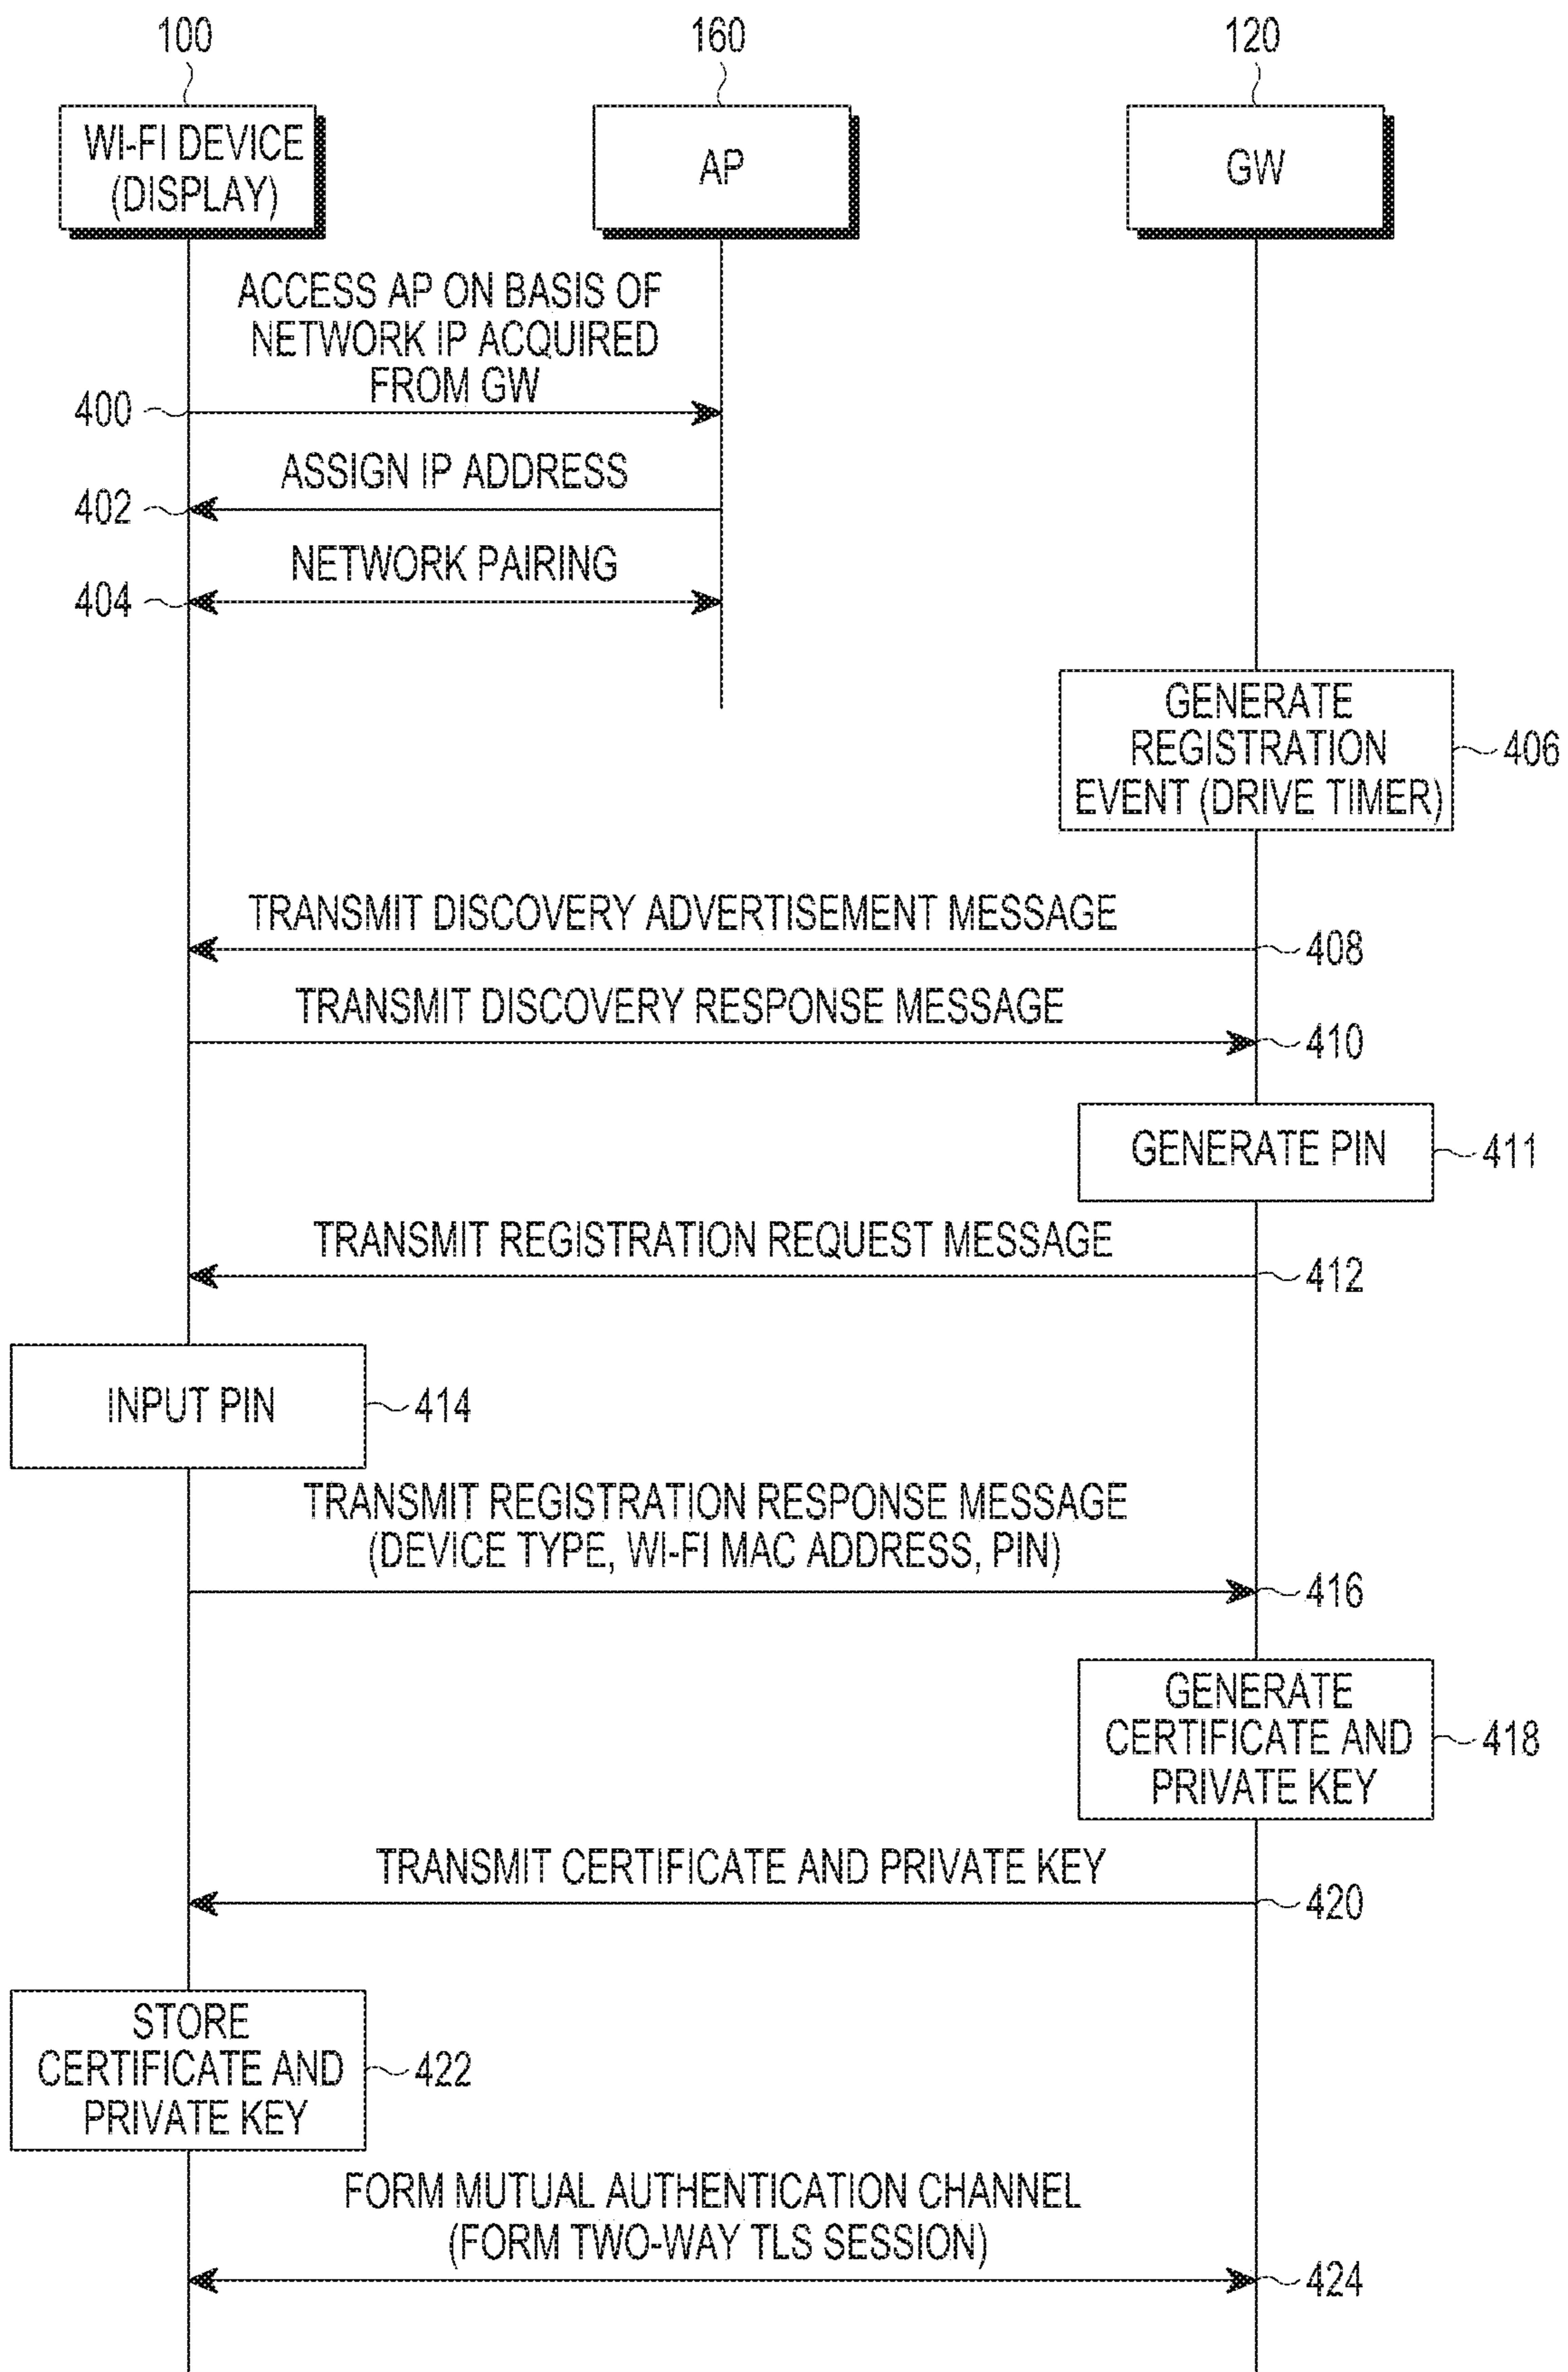 100
160
120
WI-FI DEVICE
(DISPLAY)
AP
GW
ACCESS AP ON BASIS OF
NETWORK IP ACQUIRED
FROM GW
400
ASSIGN IP ADDRESS
402
NETWORK PAIRING
404
GENERATE
REGISTRATION
EVENT (DRIVE TIMER)
406
TRANSMIT DISCOVERY ADVERTISEMENT MESSAGE
408
TRANSMIT DISCOVERY RESPONSE MESSAGE
410
GENERATE PIN
411
TRANSMIT REGISTRATION REQUEST MESSAGE
412
INPUT PIN
414
TRANSMIT REGISTRATION RESPONSE MESSAGE
(DEVICE TYPE, WI-FI MAC ADDRESS, PIN)
416
GENERATE
CERTIFICATE AND
PRIVATE KEY
418
TRANSMIT CERTIFICATE AND PRIVATE KEY
420
STORE
CERTIFICATE AND
PRIVATE KEY
422
FORM MUTUAL AUTHENTICATION CHANNEL
(FORM TWO-WAY TLS SESSION)
424